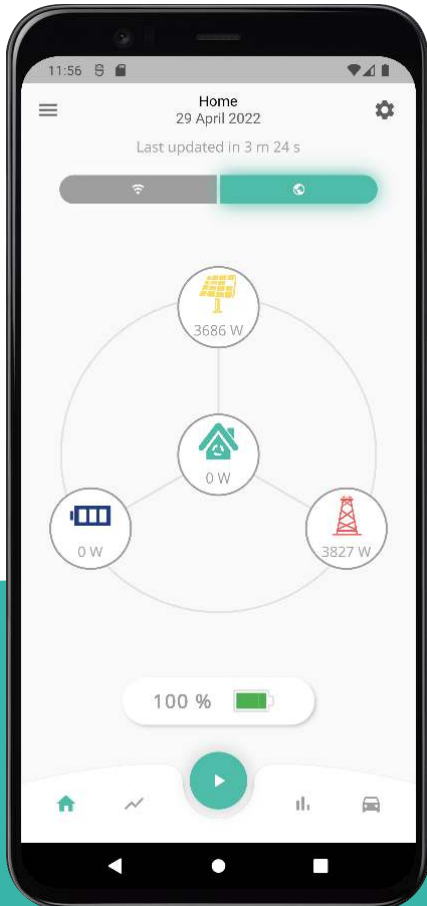 11:56
Home
29 April 2022
Last updated in 3 m 24 s
3686 W
0 W
0 W
3827 W
100 %